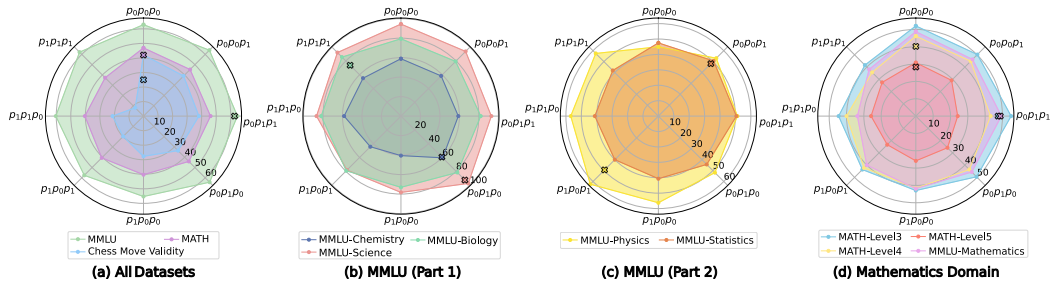 p₀p₀p₀
p₀p₀p₁
p₀p₁p₁
p₀p₁p₀
p₁p₀p₀
p₁p₀p₁
p₁p₁p₀
p₁p₁p₁
10
20
30
40
50
60
MMLU
MATH
Chess Move Validity
(a) All Datasets
p₀p₀p₀
p₀p₀p₁
p₀p₁p₁
p₀p₁p₀
p₁p₀p₀
p₁p₀p₁
p₁p₁p₀
p₁p₁p₁
20
40
60
80
100
MMLU-Chemistry
MMLU-Biology
MMLU-Science
(b) MMLU (Part 1)
p₀p₀p₀
p₀p₀p₁
p₀p₁p₁
p₀p₁p₀
p₁p₀p₀
p₁p₀p₁
p₁p₁p₀
p₁p₁p₁
10
20
30
40
50
60
MMLU-Physics
MMLU-Statistics
(c) MMLU (Part 2)
p₀p₀p₀
p₀p₀p₁
p₀p₁p₁
p₀p₁p₀
p₁p₀p₀
p₁p₀p₁
p₁p₁p₀
p₁p₁p₁
10
20
30
40
50
MATH-Level3
MATH-Level5
MATH-Level4
MMLU-Mathematics
(d) Mathematics Domain